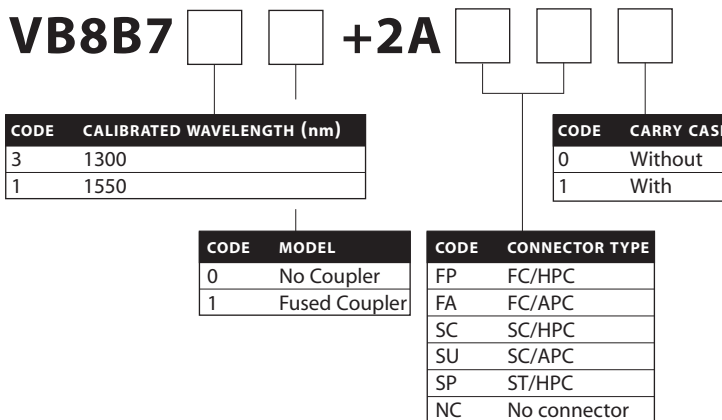 VB8B7 +2A
CODE CALIBRATED WAVELENGTH (nm)
3 1300
1 1550
CODE CARRY CASE
0 Without
1 With
CODE MODEL
0 No Coupler
1 Fused Coupler
CODE CONNECTOR TYPE
FP FC/HPC
FA FC/APC
SC SC/HPC
SU SC/APC
SP ST/HPC
NC No connector